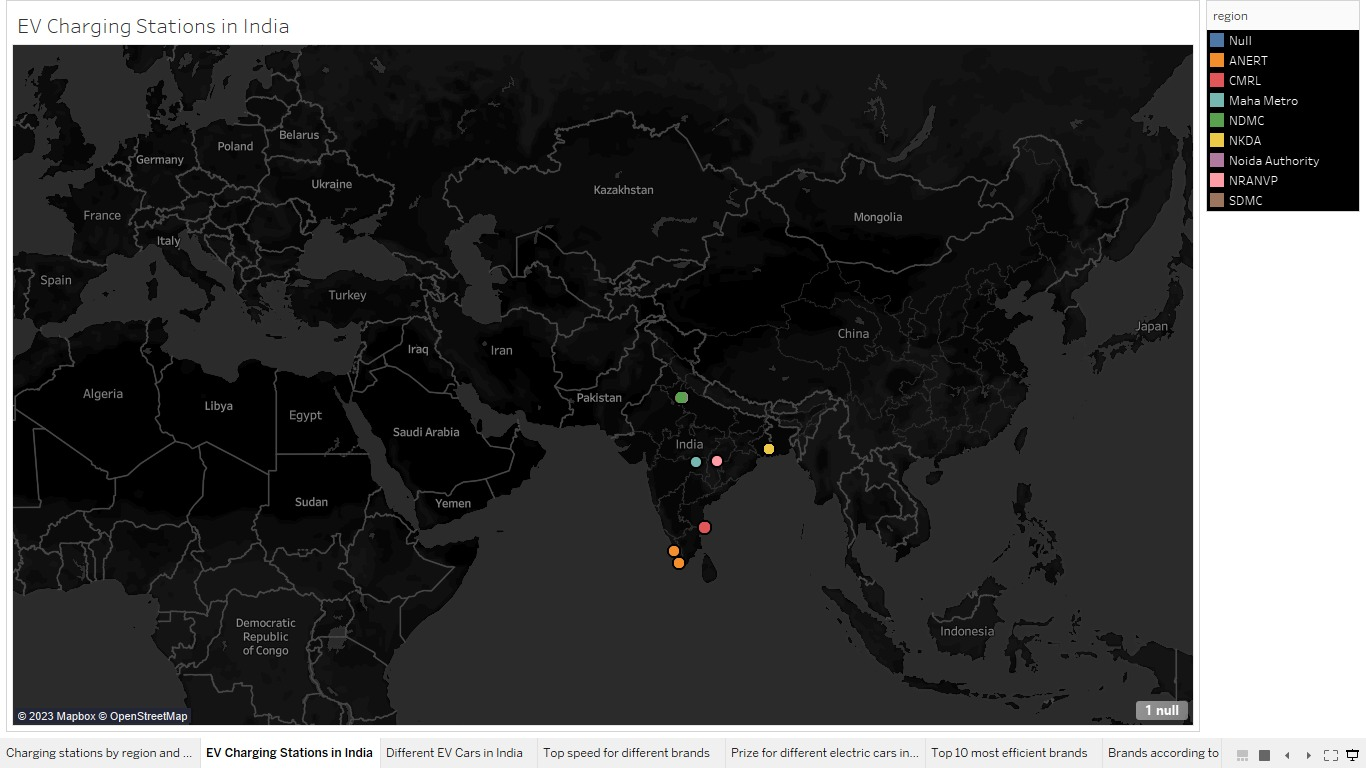 EV Charging Stations in India
region
Null
ANERT
CMRL
Maha Metro
NDMC
NKDA
Noida Authority
NRANVP
SDMC
Belarus
Poland
Germany
Ukraine
Kazakhstan
France
Mongolia
Italy
Spain
Turkey
Japan
China
Iraq
Iran
Algeria
Pakistan
Libya
Egypt
Saudi Arabia
India
Sudan
Yemen
Democratic
Republic
of Congo
Indonesia
© 2023 Mapbox © OpenStreetMap
1 null
Charging stations by region and ...
EV Charging Stations in India
Different EV Cars in India
Top speed for different brands
Prize for different electric cars in...
Top 10 most efficient brands
Brands according to